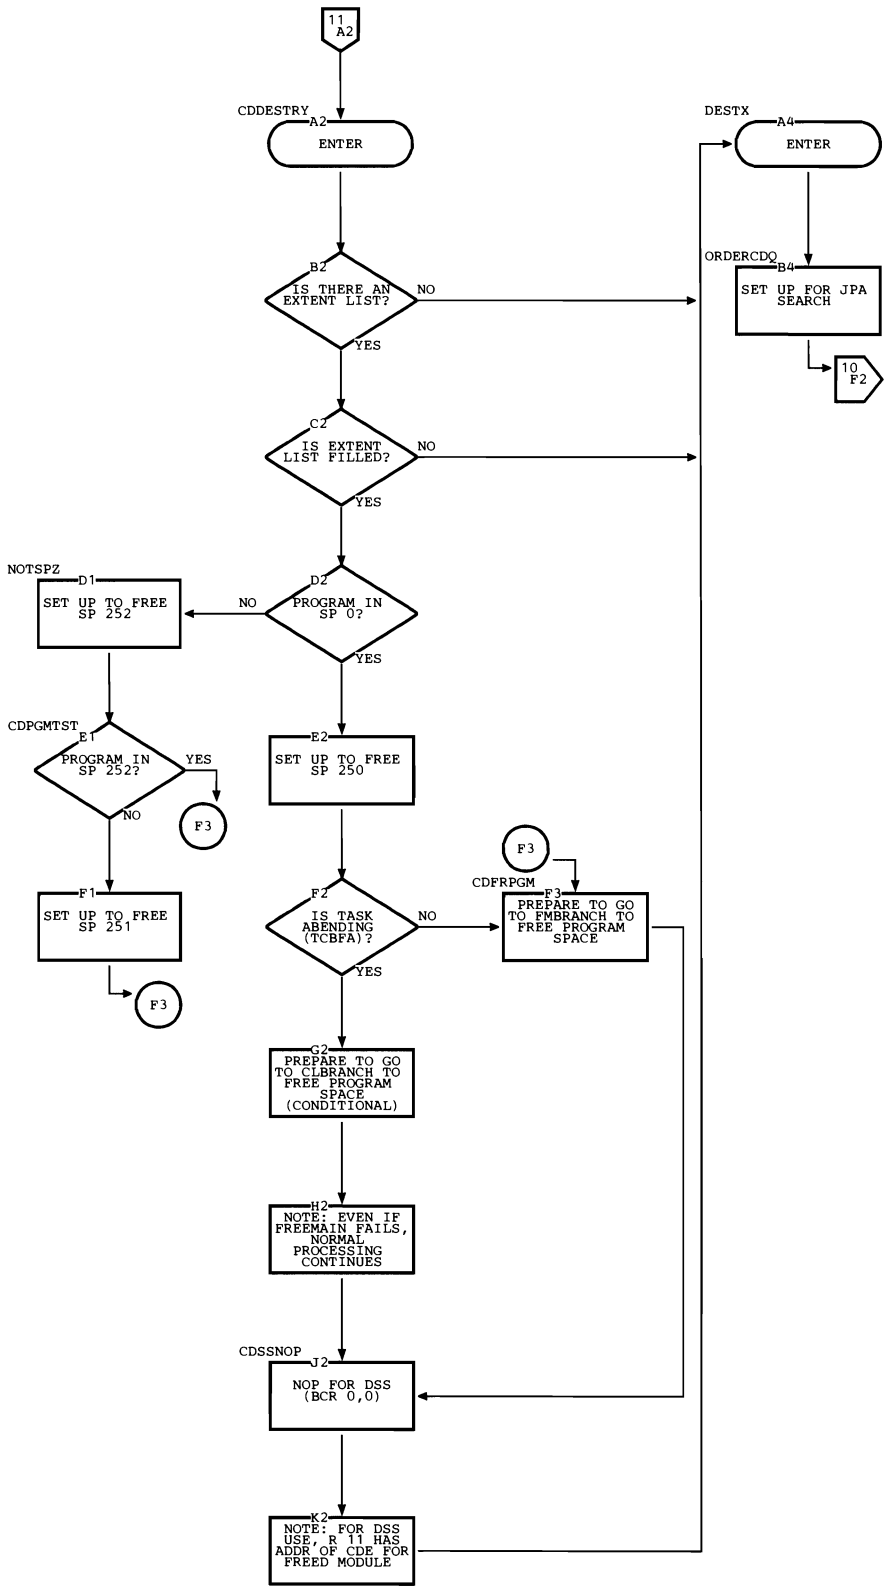 11
A2
CDDESTRY
A2
ENTER
DESTX
A4
ENTER
B2
IS THERE AN
EXTENT LIST?
NO
YES
ORDERCDQ
B4
SET UP FOR JPA
SEARCH
10
F2
C2
IS EXTENT
LIST FILLED?
NO
YES
NOTSPZ
D1
SET UP TO FREE
SP 252
NO
D2
PROGRAM IN
SP 0?
YES
CDPGMTST
E1
PROGRAM IN
SP 252?
YES
NO
F3
E2
SET UP TO FREE
SP 250
F3
F1
SET UP TO FREE
SP 251
F3
F2
IS TASK
ABENDING
(TCBFA)?
NO
YES
CDFRPGM
F3
PREPARE TO GO
TO FMBRANCH TO
FREE PROGRAM
SPACE
G2
PREPARE TO GO
TO CLBRANCH TO
FREE PROGRAM
SPACE
(CONDITIONAL)
H2
NOTE: EVEN IF
FREEMAIN FAILS,
NORMAL
PROCESSING
CONTINUES
CDSSNOP
J2
NOP FOR DSS
(BCR 0,0)
K2
NOTE: FOR DSS
USE, R 11 HAS
ADDR OF CDE FOR
FREED MODULE